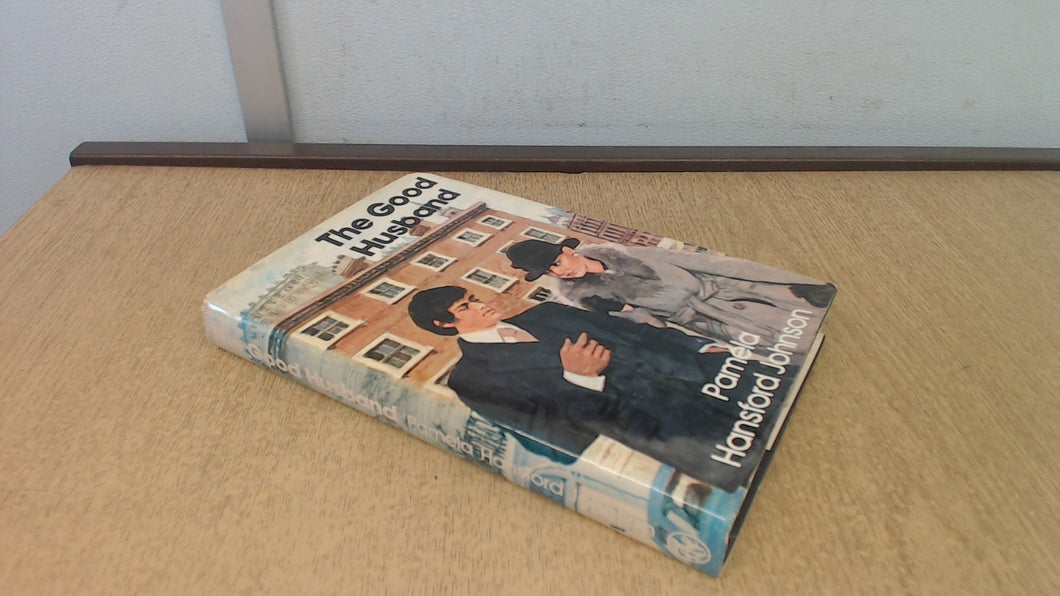 The Good
Husband
Pamela
Hansford Johnson
Good Husband Pamela Ha ord